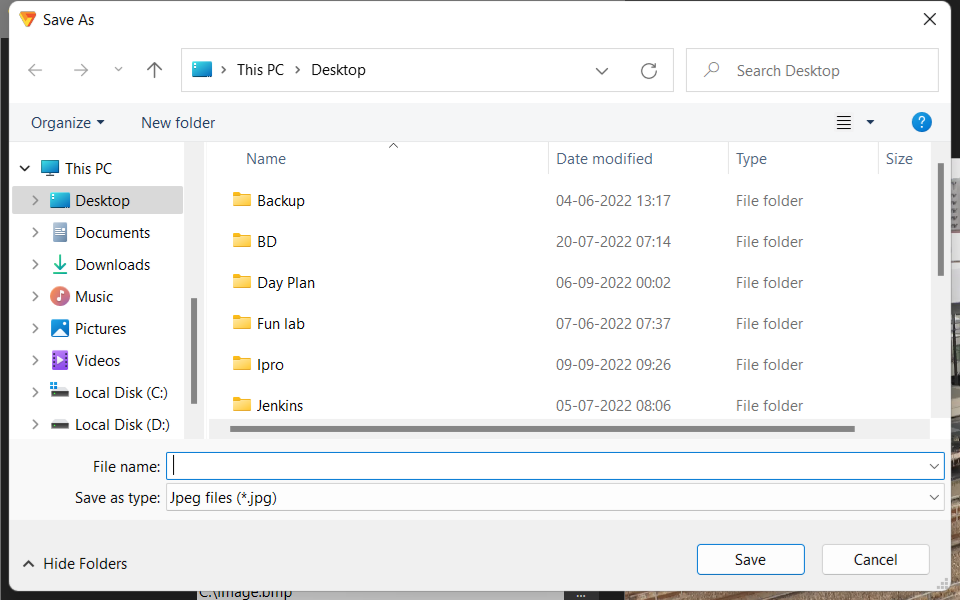 Save As
This PC > Desktop
Search Desktop
Organize
New folder
?
Name
Date modified
Type
Size
This PC
Desktop
Documents
Downloads
Music
Pictures
Videos
Local Disk (C:)
Local Disk (D:)
Backup 04-06-2022 13:17 File folder
BD 20-07-2022 07:14 File folder
Day Plan 06-09-2022 00:02 File folder
Fun lab 07-06-2022 07:37 File folder
Ipro 09-09-2022 09:26 File folder
Jenkins 05-07-2022 08:06 File folder
File name:
Save as type: Jpeg files (*.jpg)
Hide Folders
Save
Cancel
C:\image.bmp
...